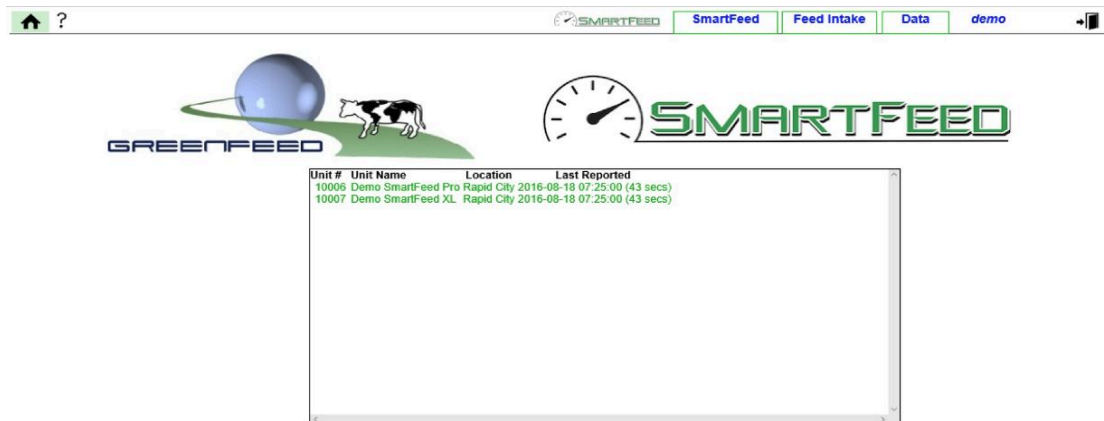 ? SMARTFEED SmartFeed Feed Intake Data demo
GREENFEED
SMARTFEED
Unit # Unit Name Location Last Reported
10006 Demo SmartFeed Pro Rapid City 2016-08-18 07:25:00 (43 secs)
10007 Demo SmartFeed XL Rapid City 2016-08-18 07:25:00 (43 secs)